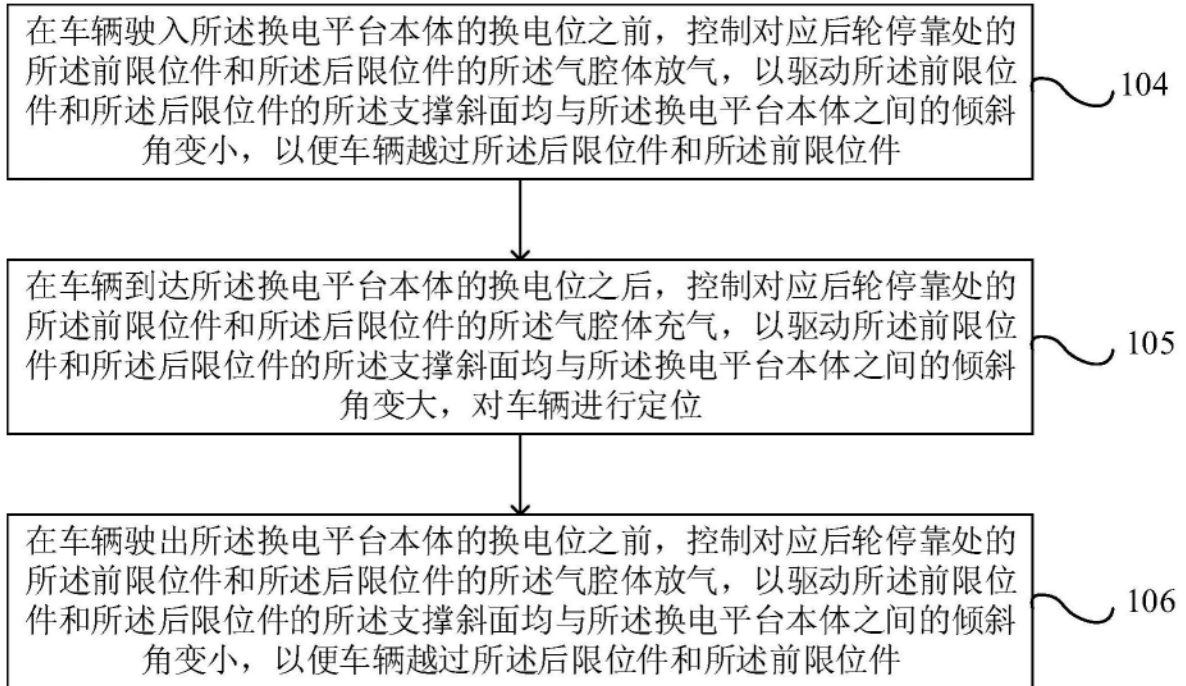 在车辆驶入所述换电平台本体的换电位之前，控制对应后轮停靠处的
所述前限位件和所述后限位件的所述气腔体放气，以驱动所述前限位
件和所述后限位件的所述支撑斜面均与所述换电平台本体之间的倾斜
角变小，以便车辆越过所述后限位件和所述前限位件
104
在车辆到达所述换电平台本体的换电位之后，控制对应后轮停靠处的
所述前限位件和所述后限位件的所述气腔体充气，以驱动所述前限位
件和所述后限位件的所述支撑斜面均与所述换电平台本体之间的倾斜
角变大，对车辆进行定位
105
在车辆驶出所述换电平台本体的换电位之前，控制对应后轮停靠处的
所述前限位件和所述后限位件的所述气腔体放气，以驱动所述前限位
件和所述后限位件的所述支撑斜面均与所述换电平台本体之间的倾斜
角变小，以便车辆越过所述后限位件和所述前限位件
106